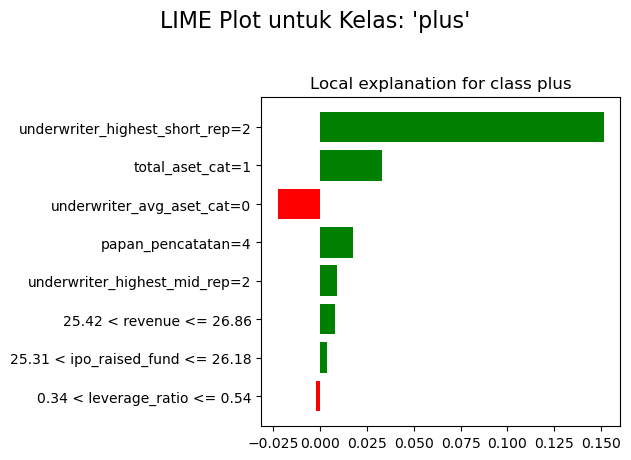 LIME Plot untuk Kelas: 'plus'
Local explanation for class plus
underwriter_highest_short_rep=2
total_aset_cat=1
underwriter_avg_aset_cat=0
papan_pencatatan=4
underwriter_highest_mid_rep=2
25.42 < revenue <= 26.86
25.31 < ipo_raised_fund <= 26.18
0.34 < leverage_ratio <= 0.54
−0.025 0.000 0.025 0.050 0.075 0.100 0.125 0.150